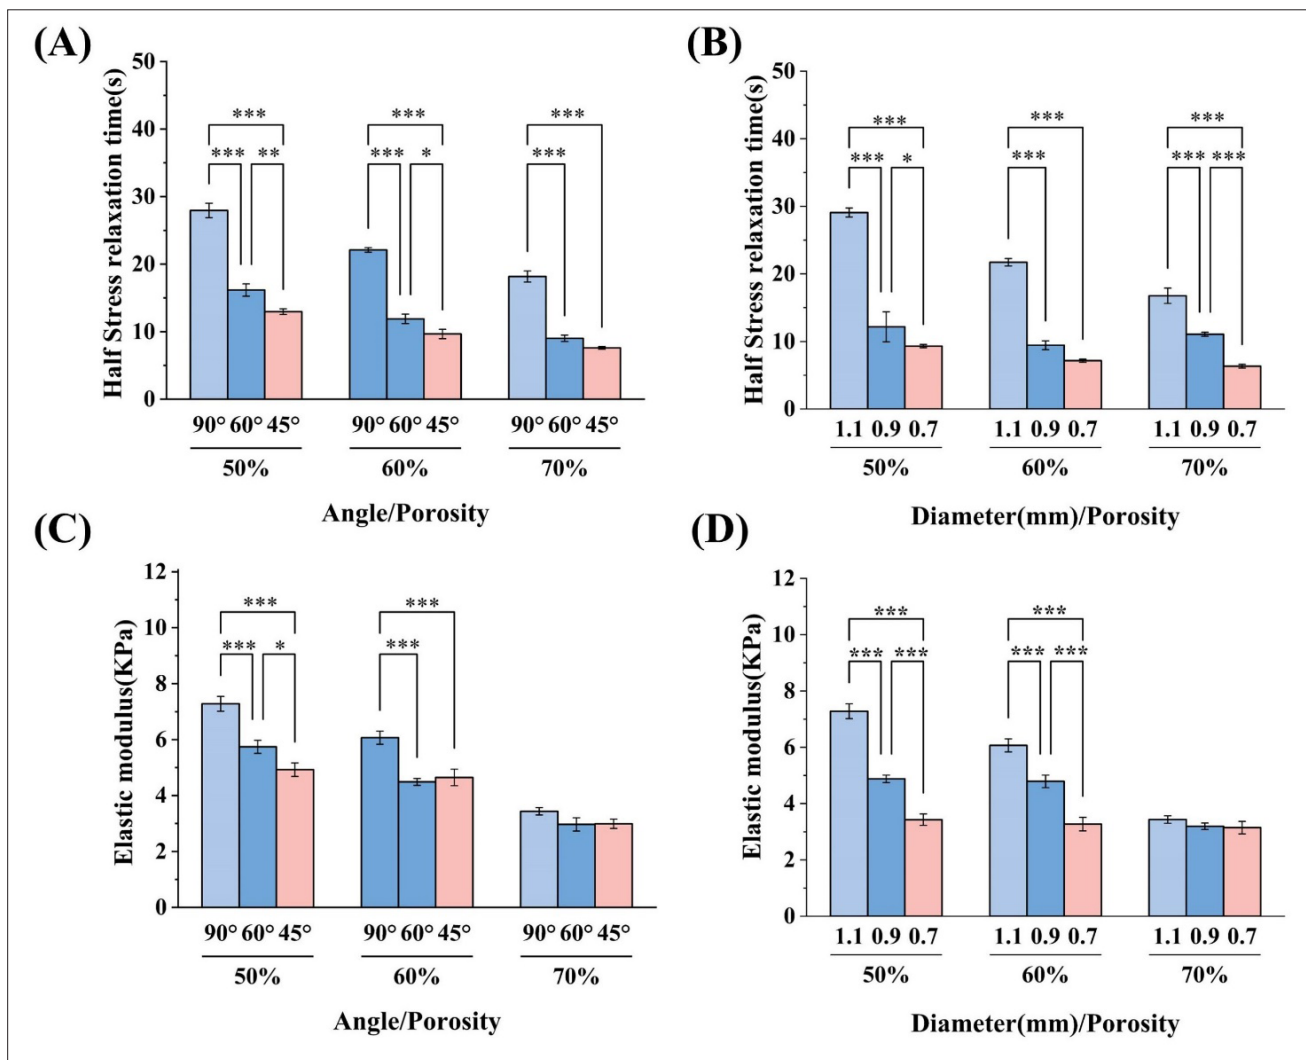 (A)
Half Stress relaxation time(s)
50
40
30
20
10
0
*** *** ***
*** ** *** * ***
90° 60° 45° 90° 60° 45° 90° 60° 45°
50% 60% 70%
Angle/Porosity
(B)
Half Stress relaxation time(s)
50
40
30
20
10
0
*** *** ***
*** * *** *** ***
1.1 0.9 0.7 1.1 0.9 0.7 1.1 0.9 0.7
50% 60% 70%
Diameter(mm)/Porosity
(C)
Elastic modulus(KPa)
12
10
8
6
4
2
0
*** ***
*** * ***
90° 60° 45° 90° 60° 45° 90° 60° 45°
50% 60% 70%
Angle/Porosity
(D)
Elastic modulus(KPa)
12
10
8
6
4
2
0
*** ***
*** *** *** ***
1.1 0.9 0.7 1.1 0.9 0.7 1.1 0.9 0.7
50% 60% 70%
Diameter(mm)/Porosity